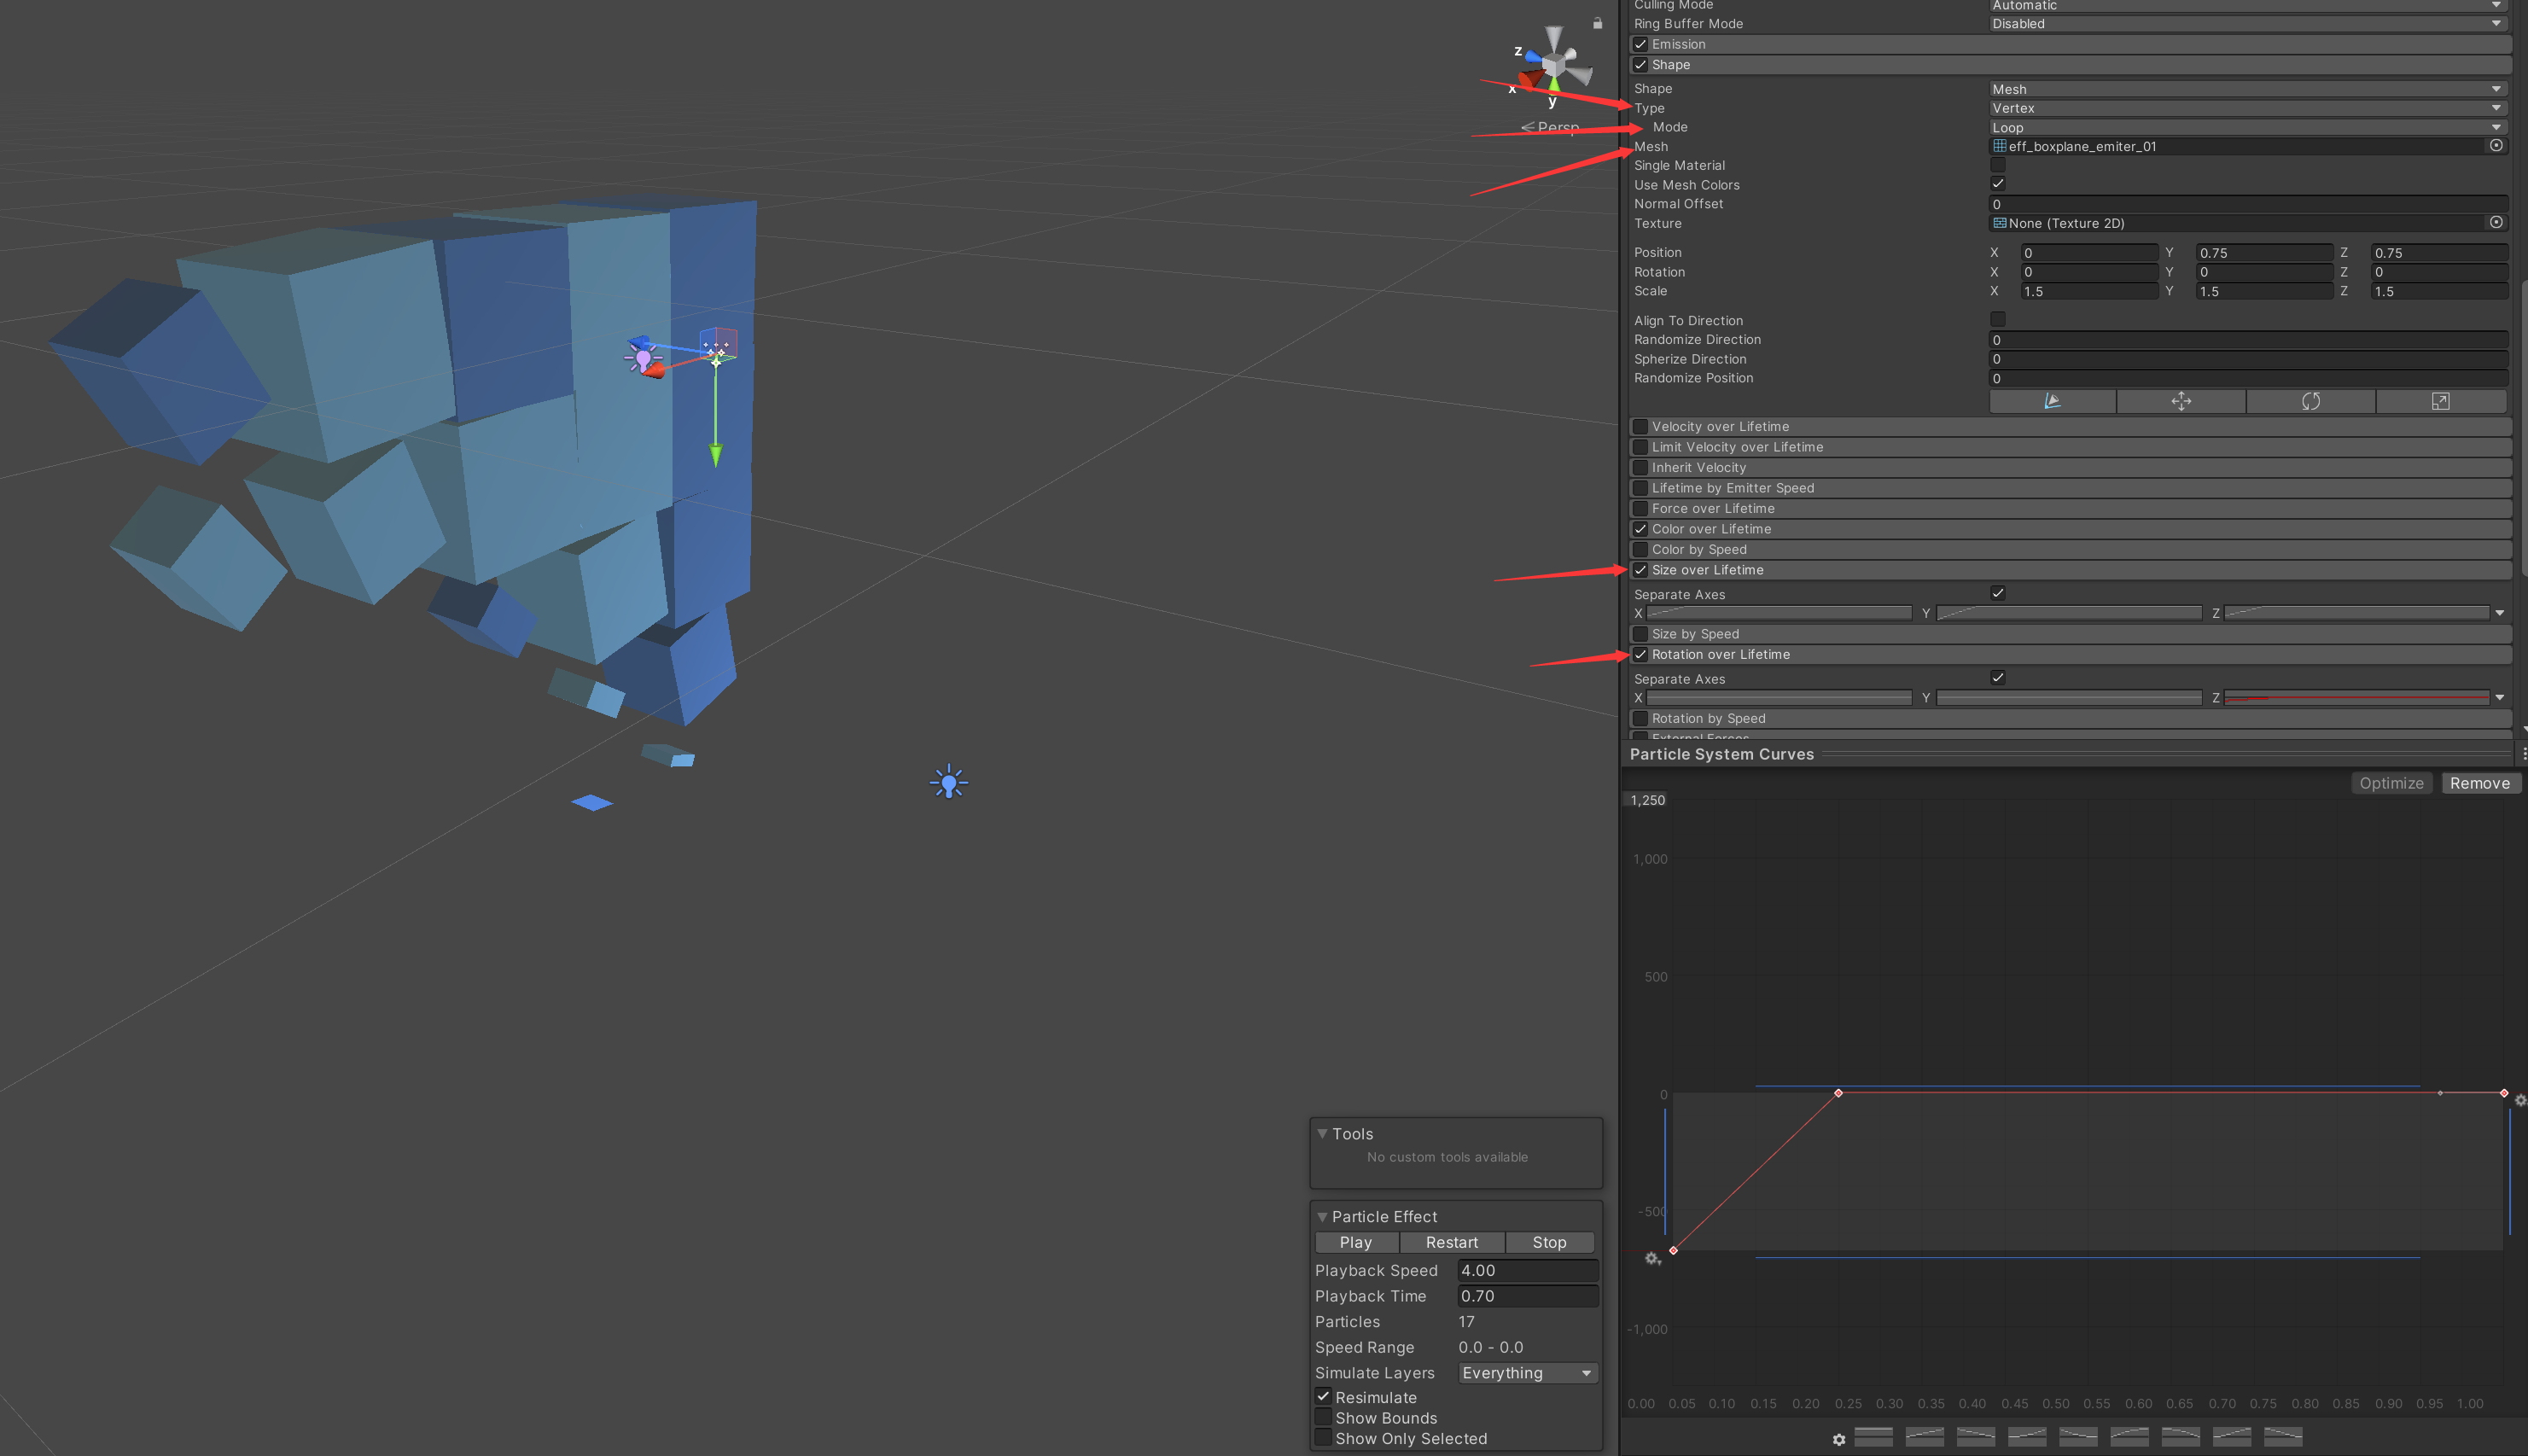 z
x
y
Persp
Culling Mode Automatic
Ring Buffer Mode Disabled
Emission
Shape
Shape Mesh
Type Vertex
Mode Loop
Mesh eff_boxplane_emiter_01
Single Material
Use Mesh Colors
Normal Offset 0
Texture None (Texture 2D)
Position X 0 Y 0.75 Z 0.75
Rotation X 0 Y 0 Z 0
Scale X 1.5 Y 1.5 Z 1.5
Align To Direction
Randomize Direction 0
Spherize Direction 0
Randomize Position 0
Velocity over Lifetime
Limit Velocity over Lifetime
Inherit Velocity
Lifetime by Emitter Speed
Force over Lifetime
Color over Lifetime
Color by Speed
Size over Lifetime
Separate Axes
X Y Z
Size by Speed
Rotation over Lifetime
Separate Axes
X Y Z
Rotation by Speed
External Forces
Particle System Curves
Optimize Remove
1,250
1,000
500
0
-500
-1,000
0.00 0.05 0.10 0.15 0.20 0.25 0.30 0.35 0.40 0.45 0.50 0.55 0.60 0.65 0.70 0.75 0.80 0.85 0.90 0.95 1.00
Tools
No custom tools available
Particle Effect
Play Restart Stop
Playback Speed 4.00
Playback Time 0.70
Particles 17
Speed Range 0.0 - 0.0
Simulate Layers Everything
Resimulate
Show Bounds
Show Only Selected